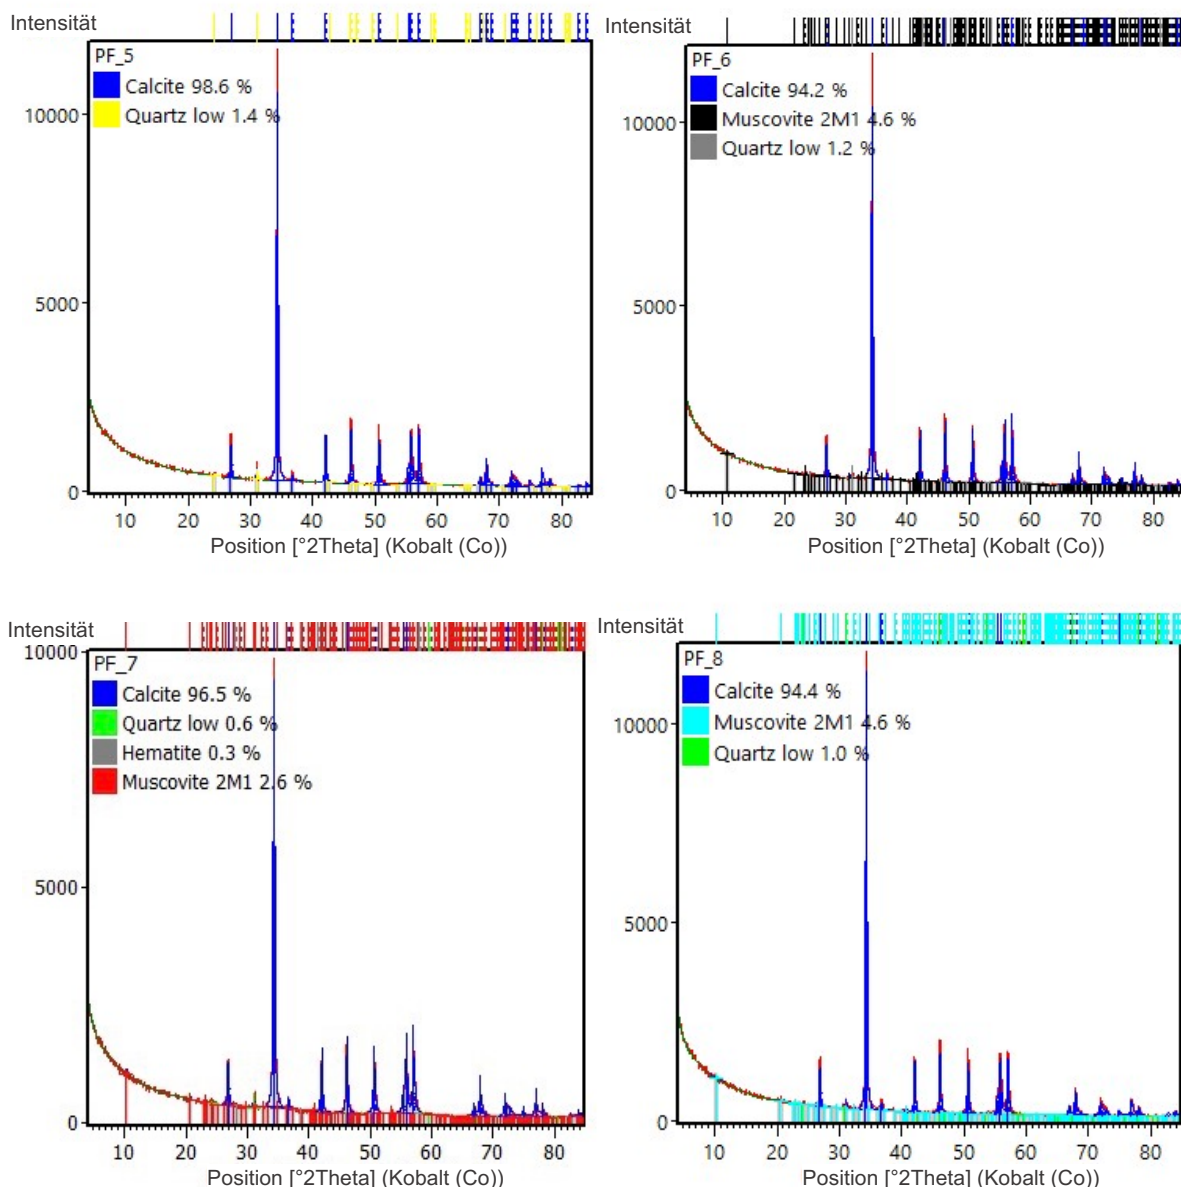 Intensität
PF_5
Calcite 98.6 %
Quartz low 1.4 %
10000
5000
0
10 20 30 40 50 60 70 80
Position [°2Theta] (Kobalt (Co))
Intensität
PF_6
Calcite 94.2 %
Muscovite 2M1 4.6 %
Quartz low 1.2 %
10000
5000
0
10 20 30 40 50 60 70 80
Position [°2Theta] (Kobalt (Co))
Intensität
10000
PF_7
Calcite 96.5 %
Quartz low 0.6 %
Hematite 0.3 %
Muscovite 2M1 2.6 %
5000
0
10 20 30 40 50 60 70 80
Position [°2Theta] (Kobalt (Co))
Intensität
PF_8
Calcite 94.4 %
Muscovite 2M1 4.6 %
Quartz low 1.0 %
10000
5000
0
10 20 30 40 50 60 70 80
Position [°2Theta] (Kobalt (Co))